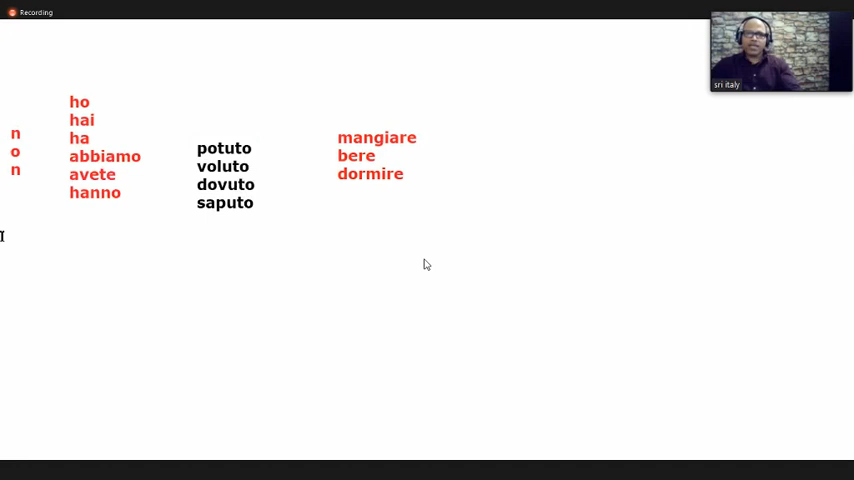 Recording
sri italy
n
o
n
ho
hai
ha
abbiamo
avete
hanno
potuto
voluto
dovuto
saputo
mangiare
bere
dormire